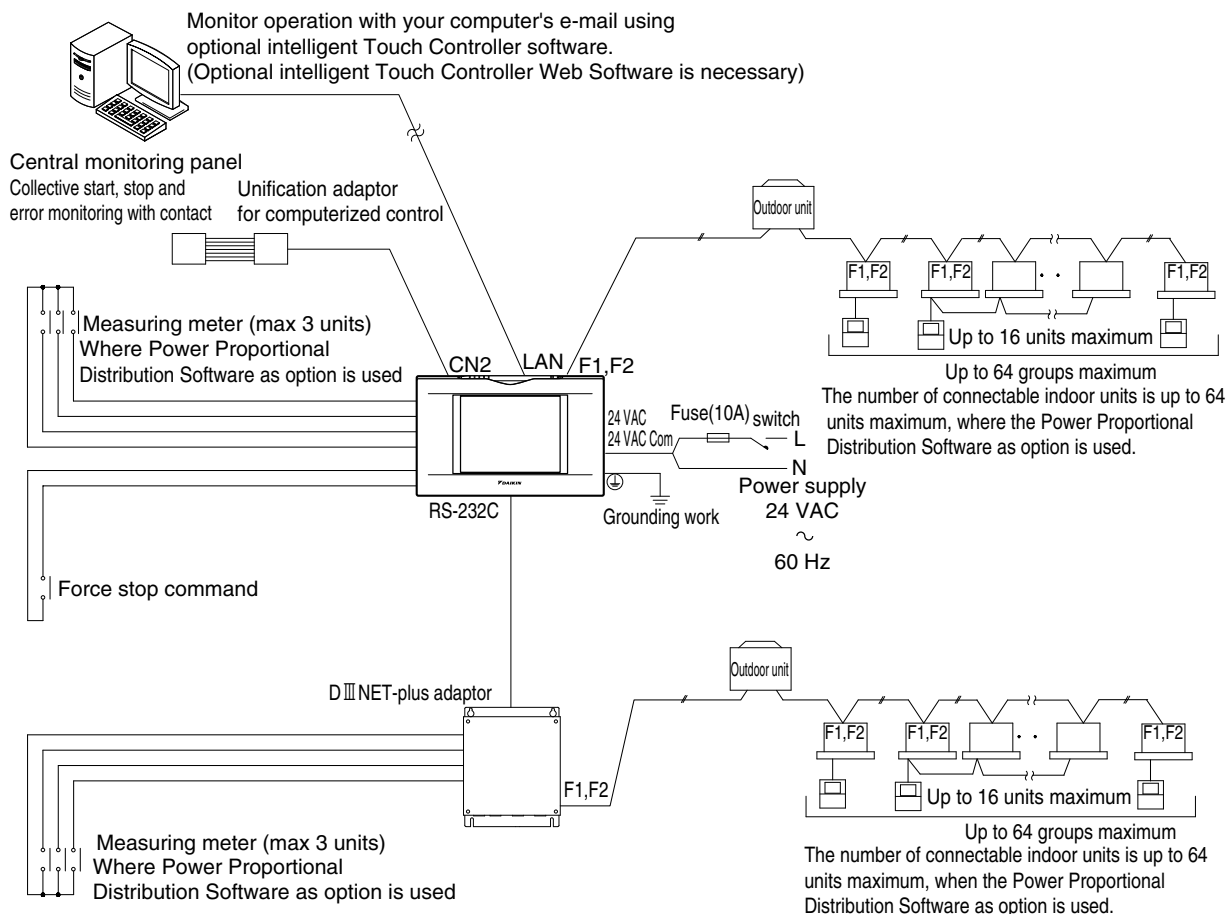 Monitor operation with your computer's e-mail using
optional intelligent Touch Controller software.
(Optional intelligent Touch Controller Web Software is necessary)
Central monitoring panel
Collective start, stop and
error monitoring with contact
Unification adaptor
for computerized control
Outdoor unit
F1,F2
F1,F2
F1,F2
Up to 16 units maximum
Up to 64 groups maximum
The number of connectable indoor units is up to 64
units maximum, where the Power Proportional
Distribution Software as option is used.
Measuring meter (max 3 units)
Where Power Proportional
Distribution Software as option is used
CN2
LAN
F1,F2
24 VAC
24 VAC Com
Fuse(10A)
switch
L
N
Power supply
24 VAC
~
60 Hz
Grounding work
DAIKIN
RS-232C
Force stop command
DⅢNET-plus adaptor
F1,F2
Outdoor unit
F1,F2
F1,F2
F1,F2
Up to 16 units maximum
Up to 64 groups maximum
The number of connectable indoor units is up to 64
units maximum, when the Power Proportional
Distribution Software as option is used.
Measuring meter (max 3 units)
Where Power Proportional
Distribution Software as option is used